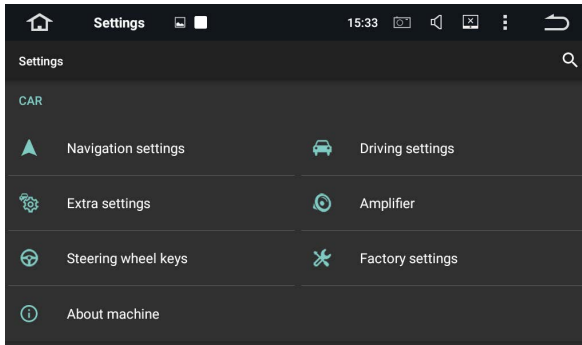 Settings 15:33
Settings
CAR
Navigation settings
Driving settings
Extra settings
Amplifier
Steering wheel keys
Factory settings
About machine